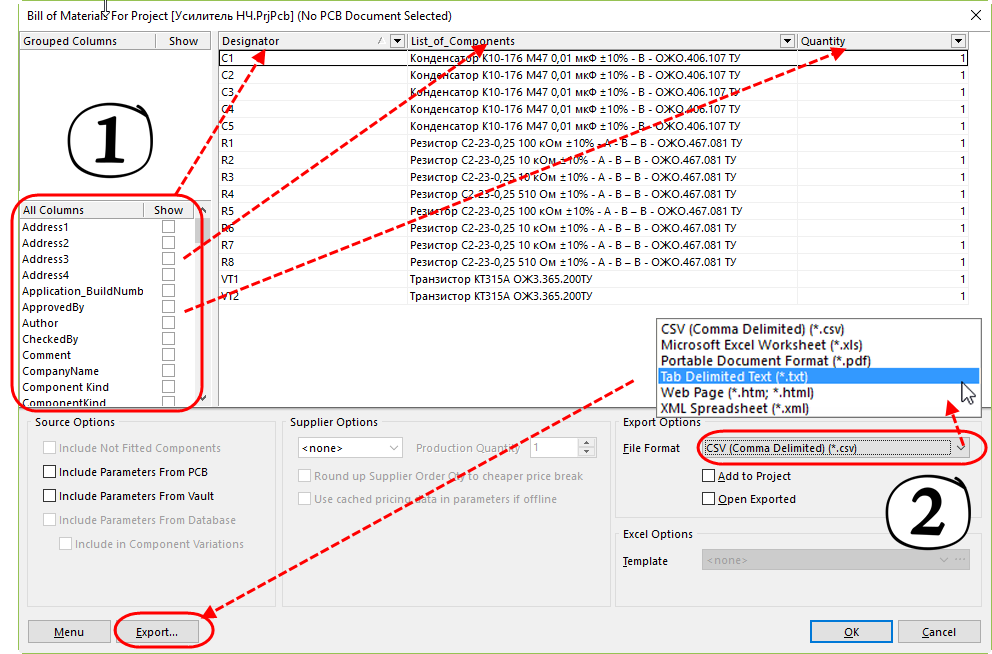 Bill of Materials For Project [Усилитель НЧ.PrjPcb] (No PCB Document Selected)
Grouped Columns Show
Designator List_of_Components Quantity
C1 Конденсатор К10-176 М47 0,01 мкФ ±10% - В - ОЖО.406.107 ТУ 1
C2 Конденсатор К10-176 М47 0,01 мкФ ±10% - В - ОЖО.406.107 ТУ 1
C3 Конденсатор К10-176 М47 0,01 мкФ ±10% - В - ОЖО.406.107 ТУ 1
C4 Конденсатор К10-176 М47 0,01 мкФ ±10% - В - ОЖО.406.107 ТУ 1
C5 Конденсатор К10-176 М47 0,01 мкФ ±10% - В - ОЖО.406.107 ТУ 1
R1 Резистор С2-23-0,25 100 кОм ±10% - А - В – В - ОЖО.467.081 ТУ 1
R2 Резистор С2-23-0,25 10 кОм ±10% - А - В – В - ОЖО.467.081 ТУ 1
R3 Резистор С2-23-0,25 10 кОм ±10% - А - В – В - ОЖО.467.081 ТУ 1
R4 Резистор С2-23-0,25 510 Ом ±10% - А - В – В - ОЖО.467.081 ТУ 1
R5 Резистор С2-23-0,25 100 кОм ±10% - А - В – В - ОЖО.467.081 ТУ 1
R6 Резистор С2-23-0,25 10 кОм ±10% - А - В – В - ОЖО.467.081 ТУ 1
R7 Резистор С2-23-0,25 10 кОм ±10% - А - В – В - ОЖО.467.081 ТУ 1
R8 Резистор С2-23-0,25 510 Ом ±10% - А - В – В - ОЖО.467.081 ТУ 1
VT1 Транзистор КТ315А ОЖ3.365.200ТУ 1
VT2 Транзистор КТ315А ОЖ3.365.200ТУ 1
1
All Columns Show
Address1
Address2
Address3
Address4
Application_BuildNumb
ApprovedBy
Author
CheckedBy
Comment
CompanyName
Component Kind
ComponentKind
CSV (Comma Delimited) (*.csv)
Microsoft Excel Worksheet (*.xls)
Portable Document Format (*.pdf)
Tab Delimited Text (*.txt)
Web Page (*.htm; *.html)
XML Spreadsheet (*.xml)
Source Options
Include Not Fitted Components
Include Parameters From PCB
Include Parameters From Vault
Include Parameters From Database
Include in Component Variations
Supplier Options
<none> Production Quantity 1
Round up Supplier Order Qty to cheaper price break
Use cached pricing data in parameters if offline
Export Options
File Format CSV (Comma Delimited) (*.csv)
Add to Project
Open Exported
2
Excel Options
Template <none>
Menu Export... OK Cancel